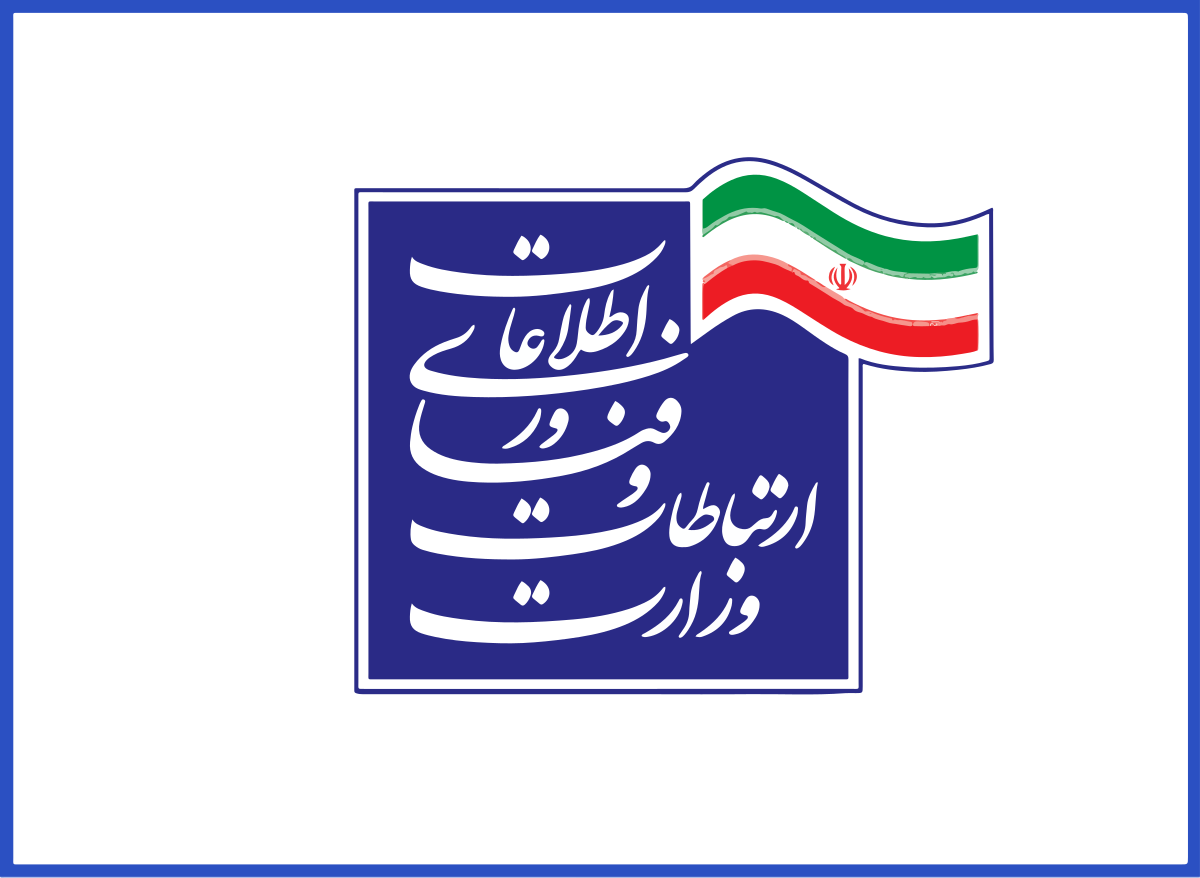 وزارت
ارتباطات
و فناوری
اطلاعات